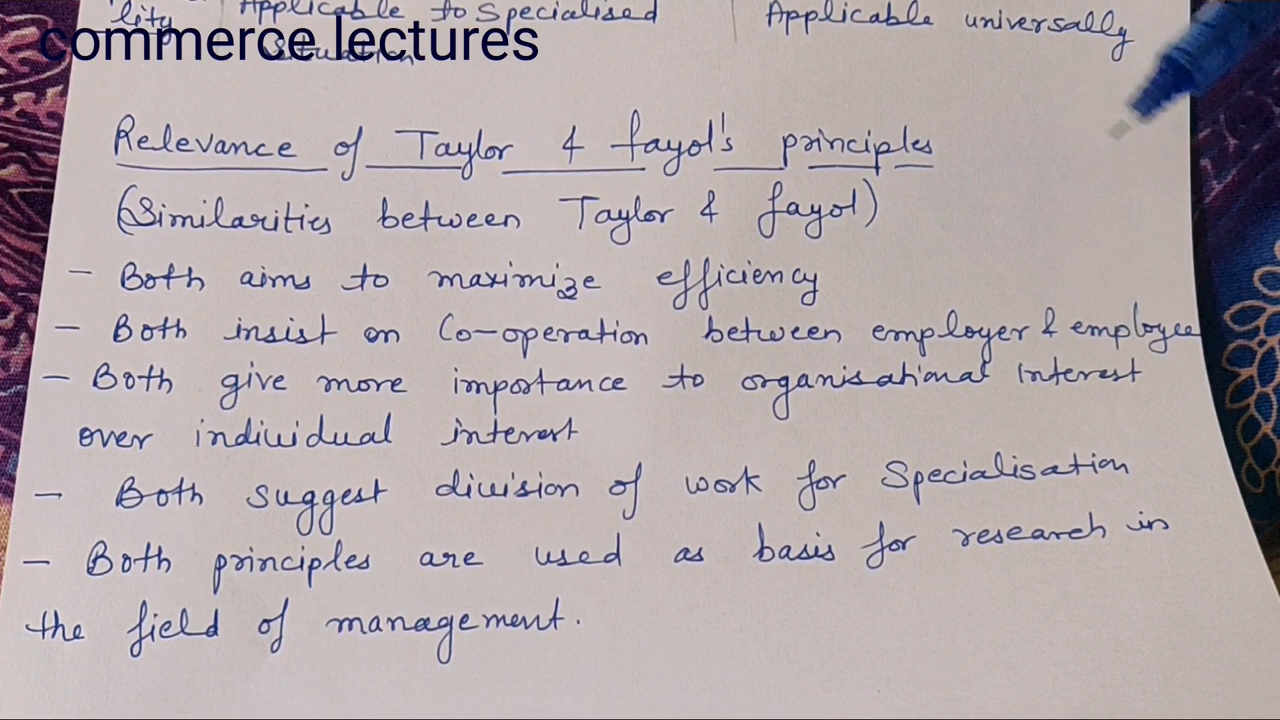 lity Applicable to Specialised Applicable universally
situation
commerce lectures
Relevance of Taylor & fayol's principles
(Similarities between Taylor & fayol)
- Both aims to maximize efficiency
- Both insist on Co-operation between employer & employee
- Both give more importance to organisational interest
over individual interest
- Both suggest division of work for Specialisation
- Both principles are used as basis for research in
the field of management.